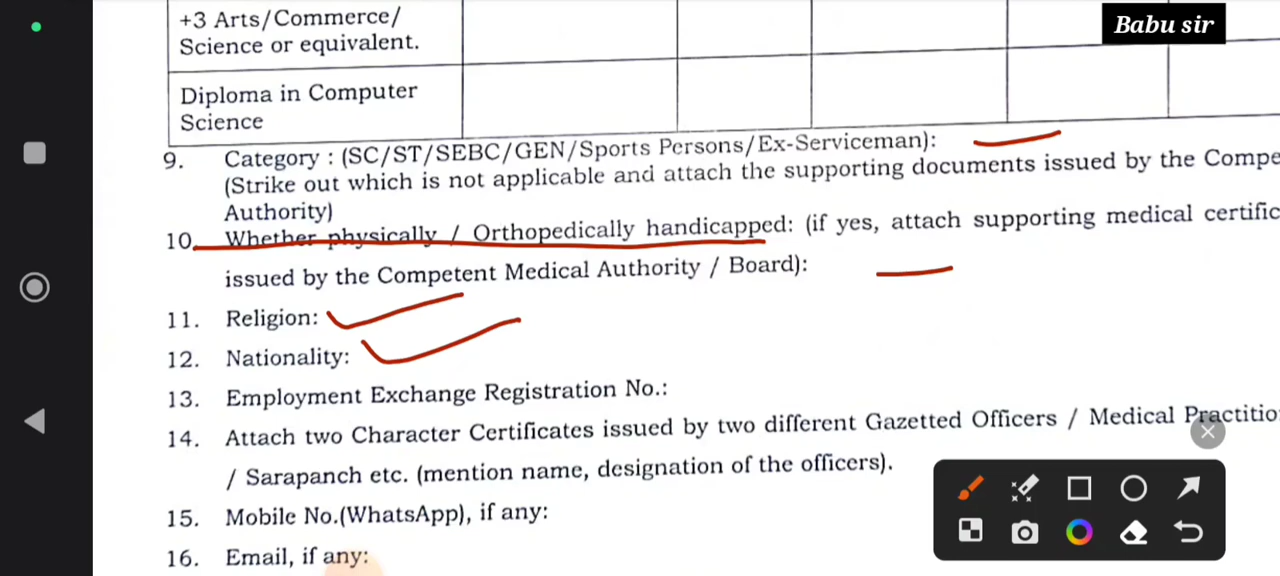 Babu sir
+3 Arts/Commerce/
Science or equivalent.
Diploma in Computer
Science
9. Category : (SC/ST/SEBC/GEN/Sports Persons/Ex-Serviceman):
(Strike out which is not applicable and attach the supporting documents issued by the Compe
Authority)
10. Whether physically / Orthopedically handicapped: (if yes, attach supporting medical certific
issued by the Competent Medical Authority / Board):
11. Religion:
12. Nationality:
13. Employment Exchange Registration No.:
14. Attach two Character Certificates issued by two different Gazetted Officers / Medical Practitio
/ Sarapanch etc. (mention name, designation of the officers).
15. Mobile No.(WhatsApp), if any:
16. Email, if any: